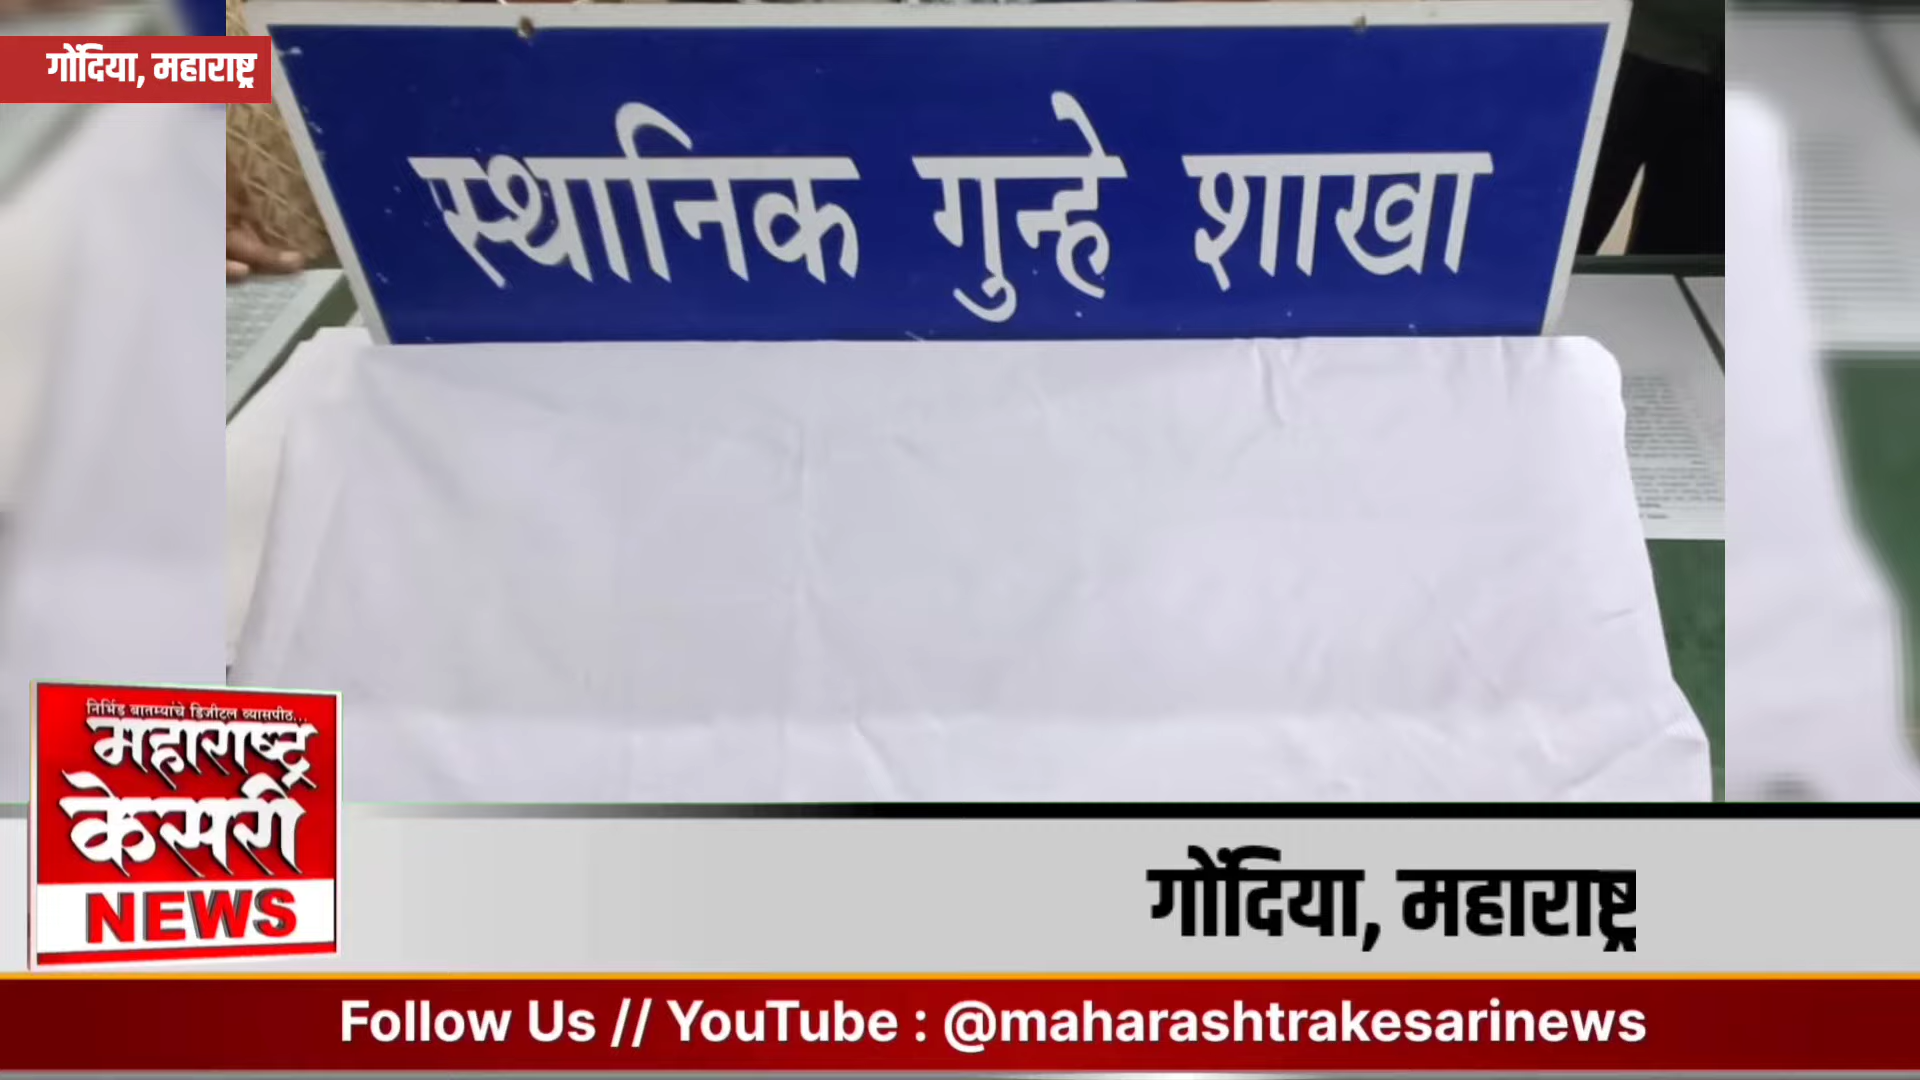 गोंदिया, महाराष्ट्र
स्थानिक गुन्हे शाखा
निर्भिड बातम्यांचे डिजीटल व्यासपीठ...
महाराष्ट्र
केसरी
NEWS
गोंदिया, महाराष्ट्र
Follow Us // YouTube : @maharashtrakesarinews